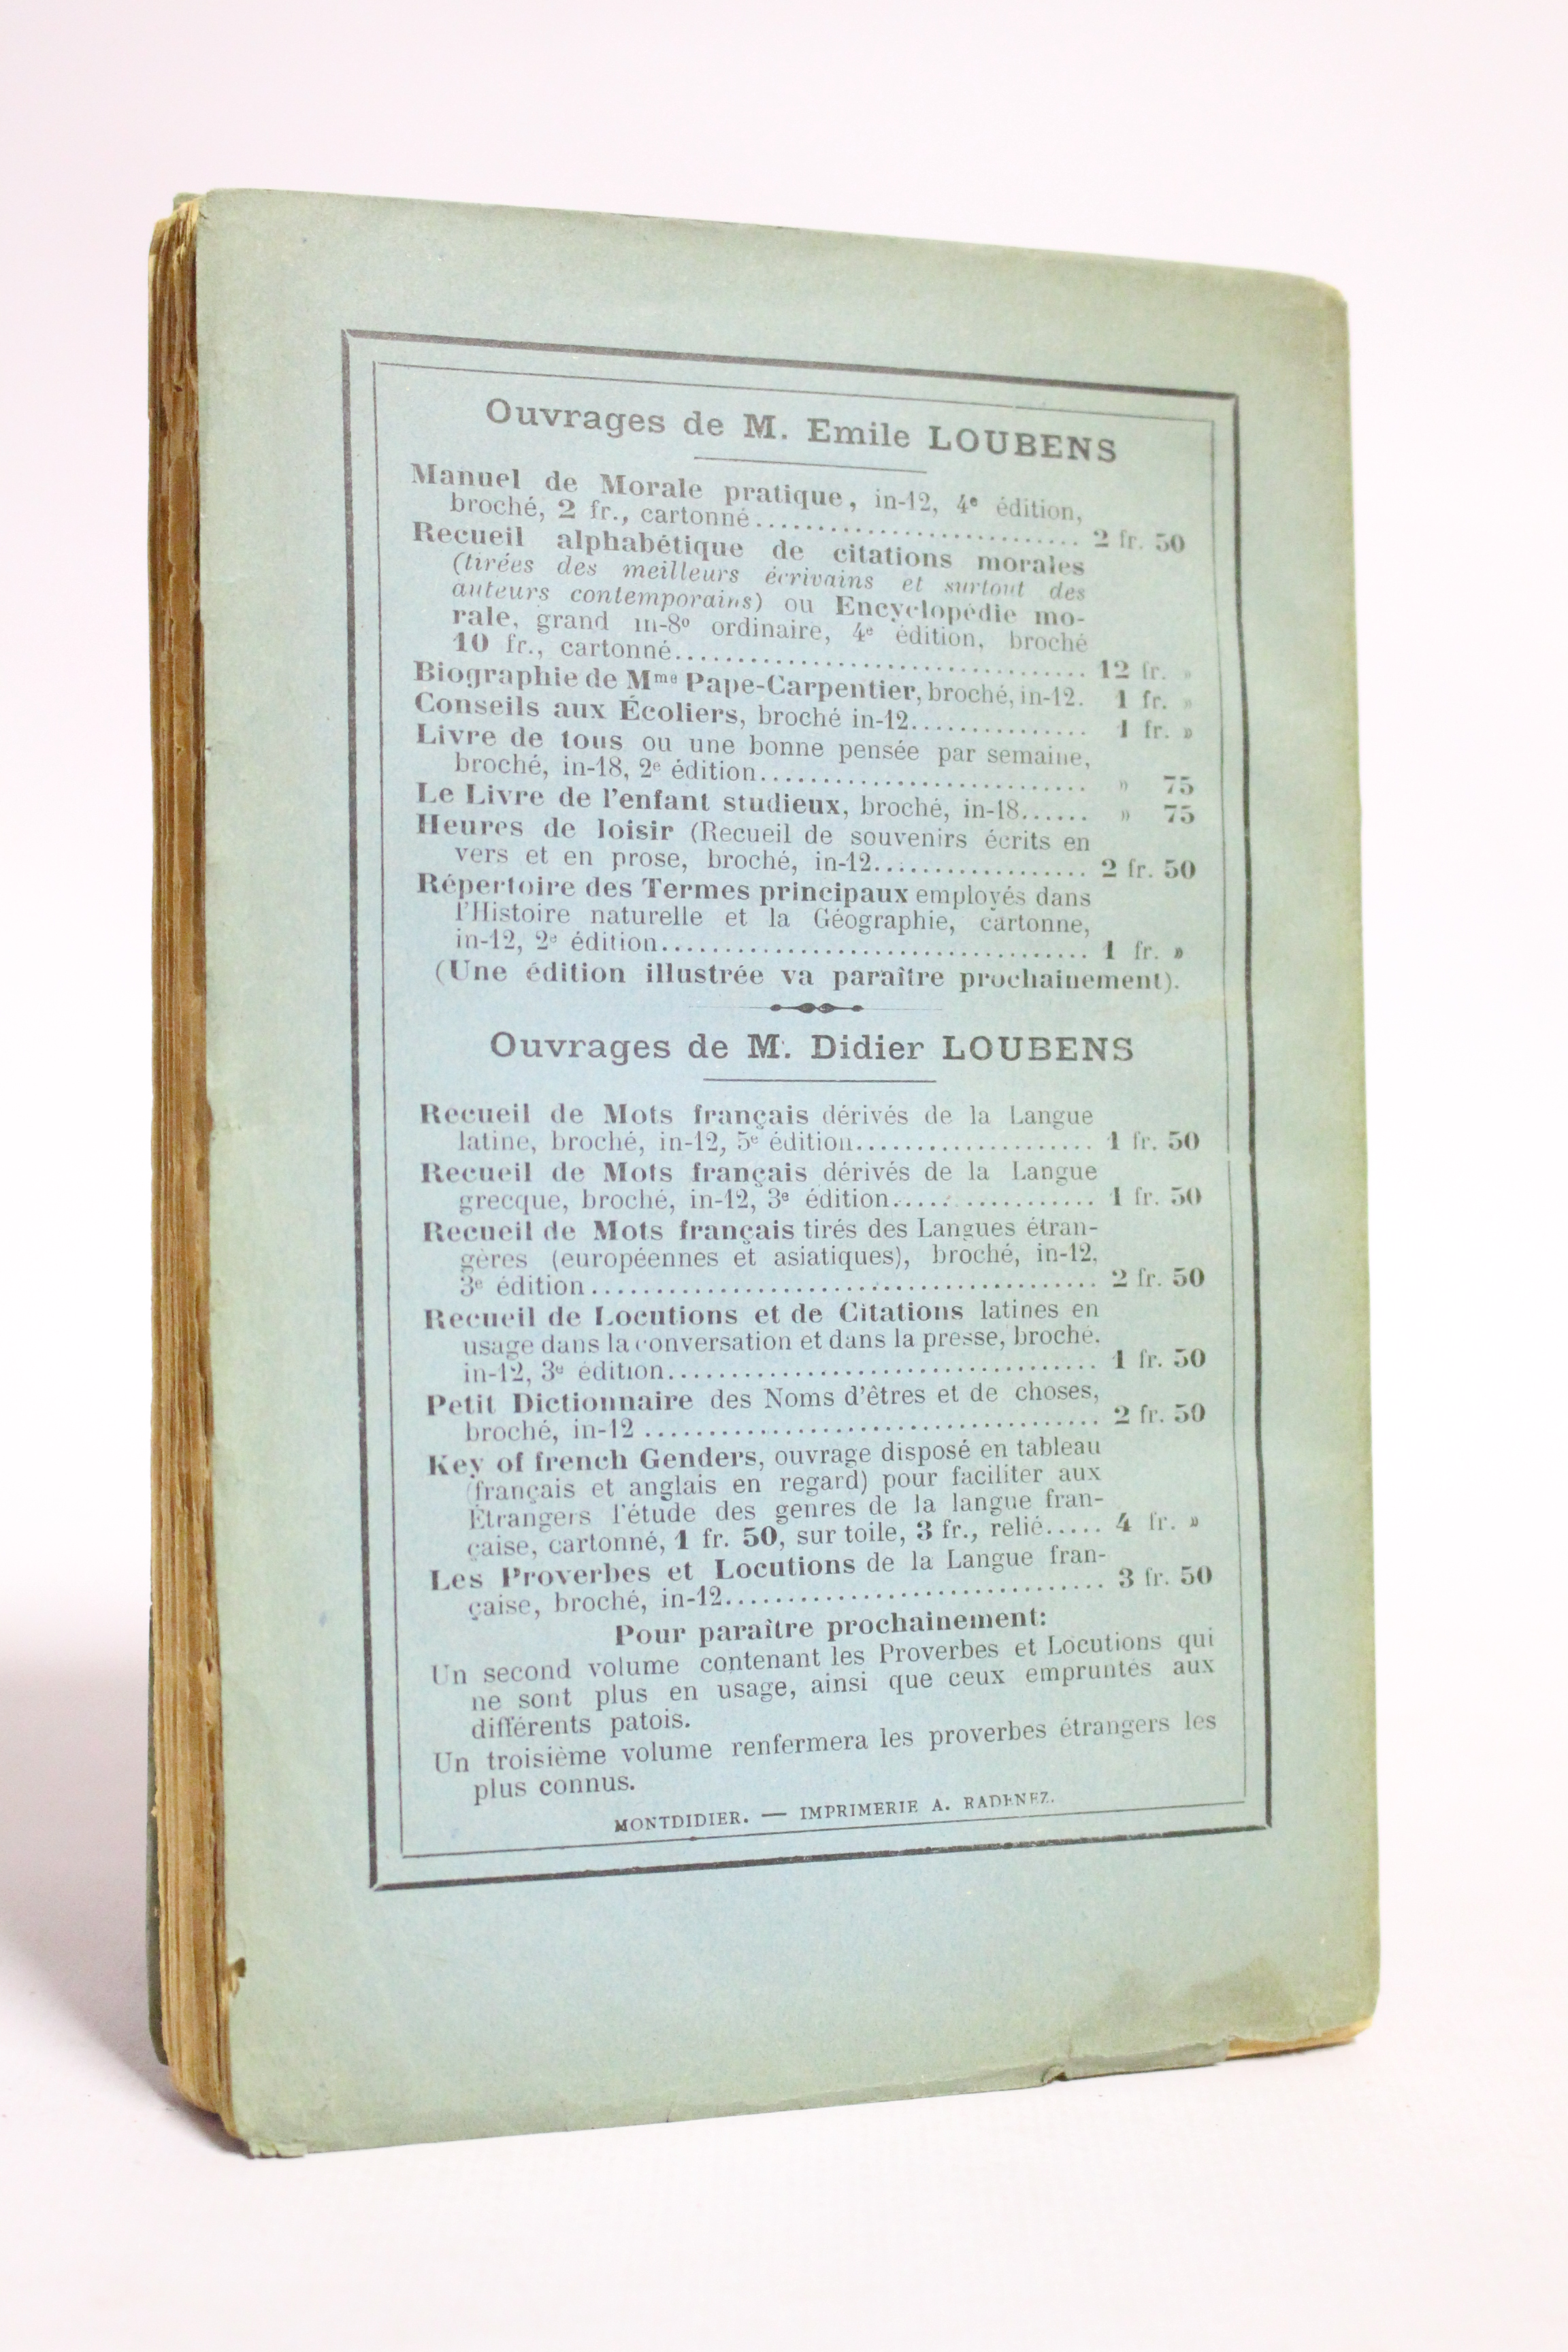 Ouvrages de M. Emile LOUBENS
Manuel de Morale pratique, in-12, 4e édition,
broché, 2 fr., cartonné.............................. 2 fr. 50
Recueil alphabétique de citations morales
(tirées des meilleurs écrivains et surtout des
auteurs contemporains) ou Encyclopédie mo-
rale, grand in-8º ordinaire, 4e édition, broché
10 fr., cartonné.................................... 12 fr. »
Biographie de Mme Pape-Carpentier, broché, in-12. 1 fr. »
Conseils aux Écoliers, broché in-12............... 1 fr. »
Livre de tous ou une bonne pensée par semaine,
broché, in-18, 2e édition............................ » 75
Le Livre de l'enfant studieux, broché, in-18...... » 75
Heures de loisir (Recueil de souvenirs écrits en
vers et en prose, broché, in-12................... 2 fr. 50
Répertoire des Termes principaux employés dans
l'Histoire naturelle et la Géographie, cartonne,
in-12, 2e édition.................................... 1 fr. »
(Une édition illustrée va paraître prochainement).
Ouvrages de M. Didier LOUBENS
Recueil de Mots français dérivés de la Langue
latine, broché, in-12, 5e édition.................... 1 fr. 50
Recueil de Mots français dérivés de la Langue
grecque, broché, in-12, 3e édition.................. 1 fr. 50
Recueil de Mots français tirés des Langues étran-
gères (européennes et asiatiques), broché, in-12,
3e édition.......................................... 2 fr. 50
Recueil de Locutions et de Citations latines en
usage dans la conversation et dans la presse, broché.
in-12, 3e édition.................................... 1 fr. 50
Petit Dictionnaire des Noms d'êtres et de choses,
broché, in-12 ..................................... 2 fr. 50
Key of french Genders, ouvrage disposé en tableau
(français et anglais en regard) pour faciliter aux
Étrangers l'étude des genres de la langue fran-
çaise, cartonné, 1 fr. 50, sur toile, 3 fr., relié..... 4 fr. »
Les Proverbes et Locutions de la Langue fran-
çaise, broché, in-12................................ 3 fr. 50
Pour paraître prochainement:
Un second volume contenant les Proverbes et Locutions qui
ne sont plus en usage, ainsi que ceux empruntés aux
différents patois.
Un troisième volume renfermera les proverbes étrangers les
plus connus.
MONTDIDIER. — IMPRIMERIE A. RADENEZ.